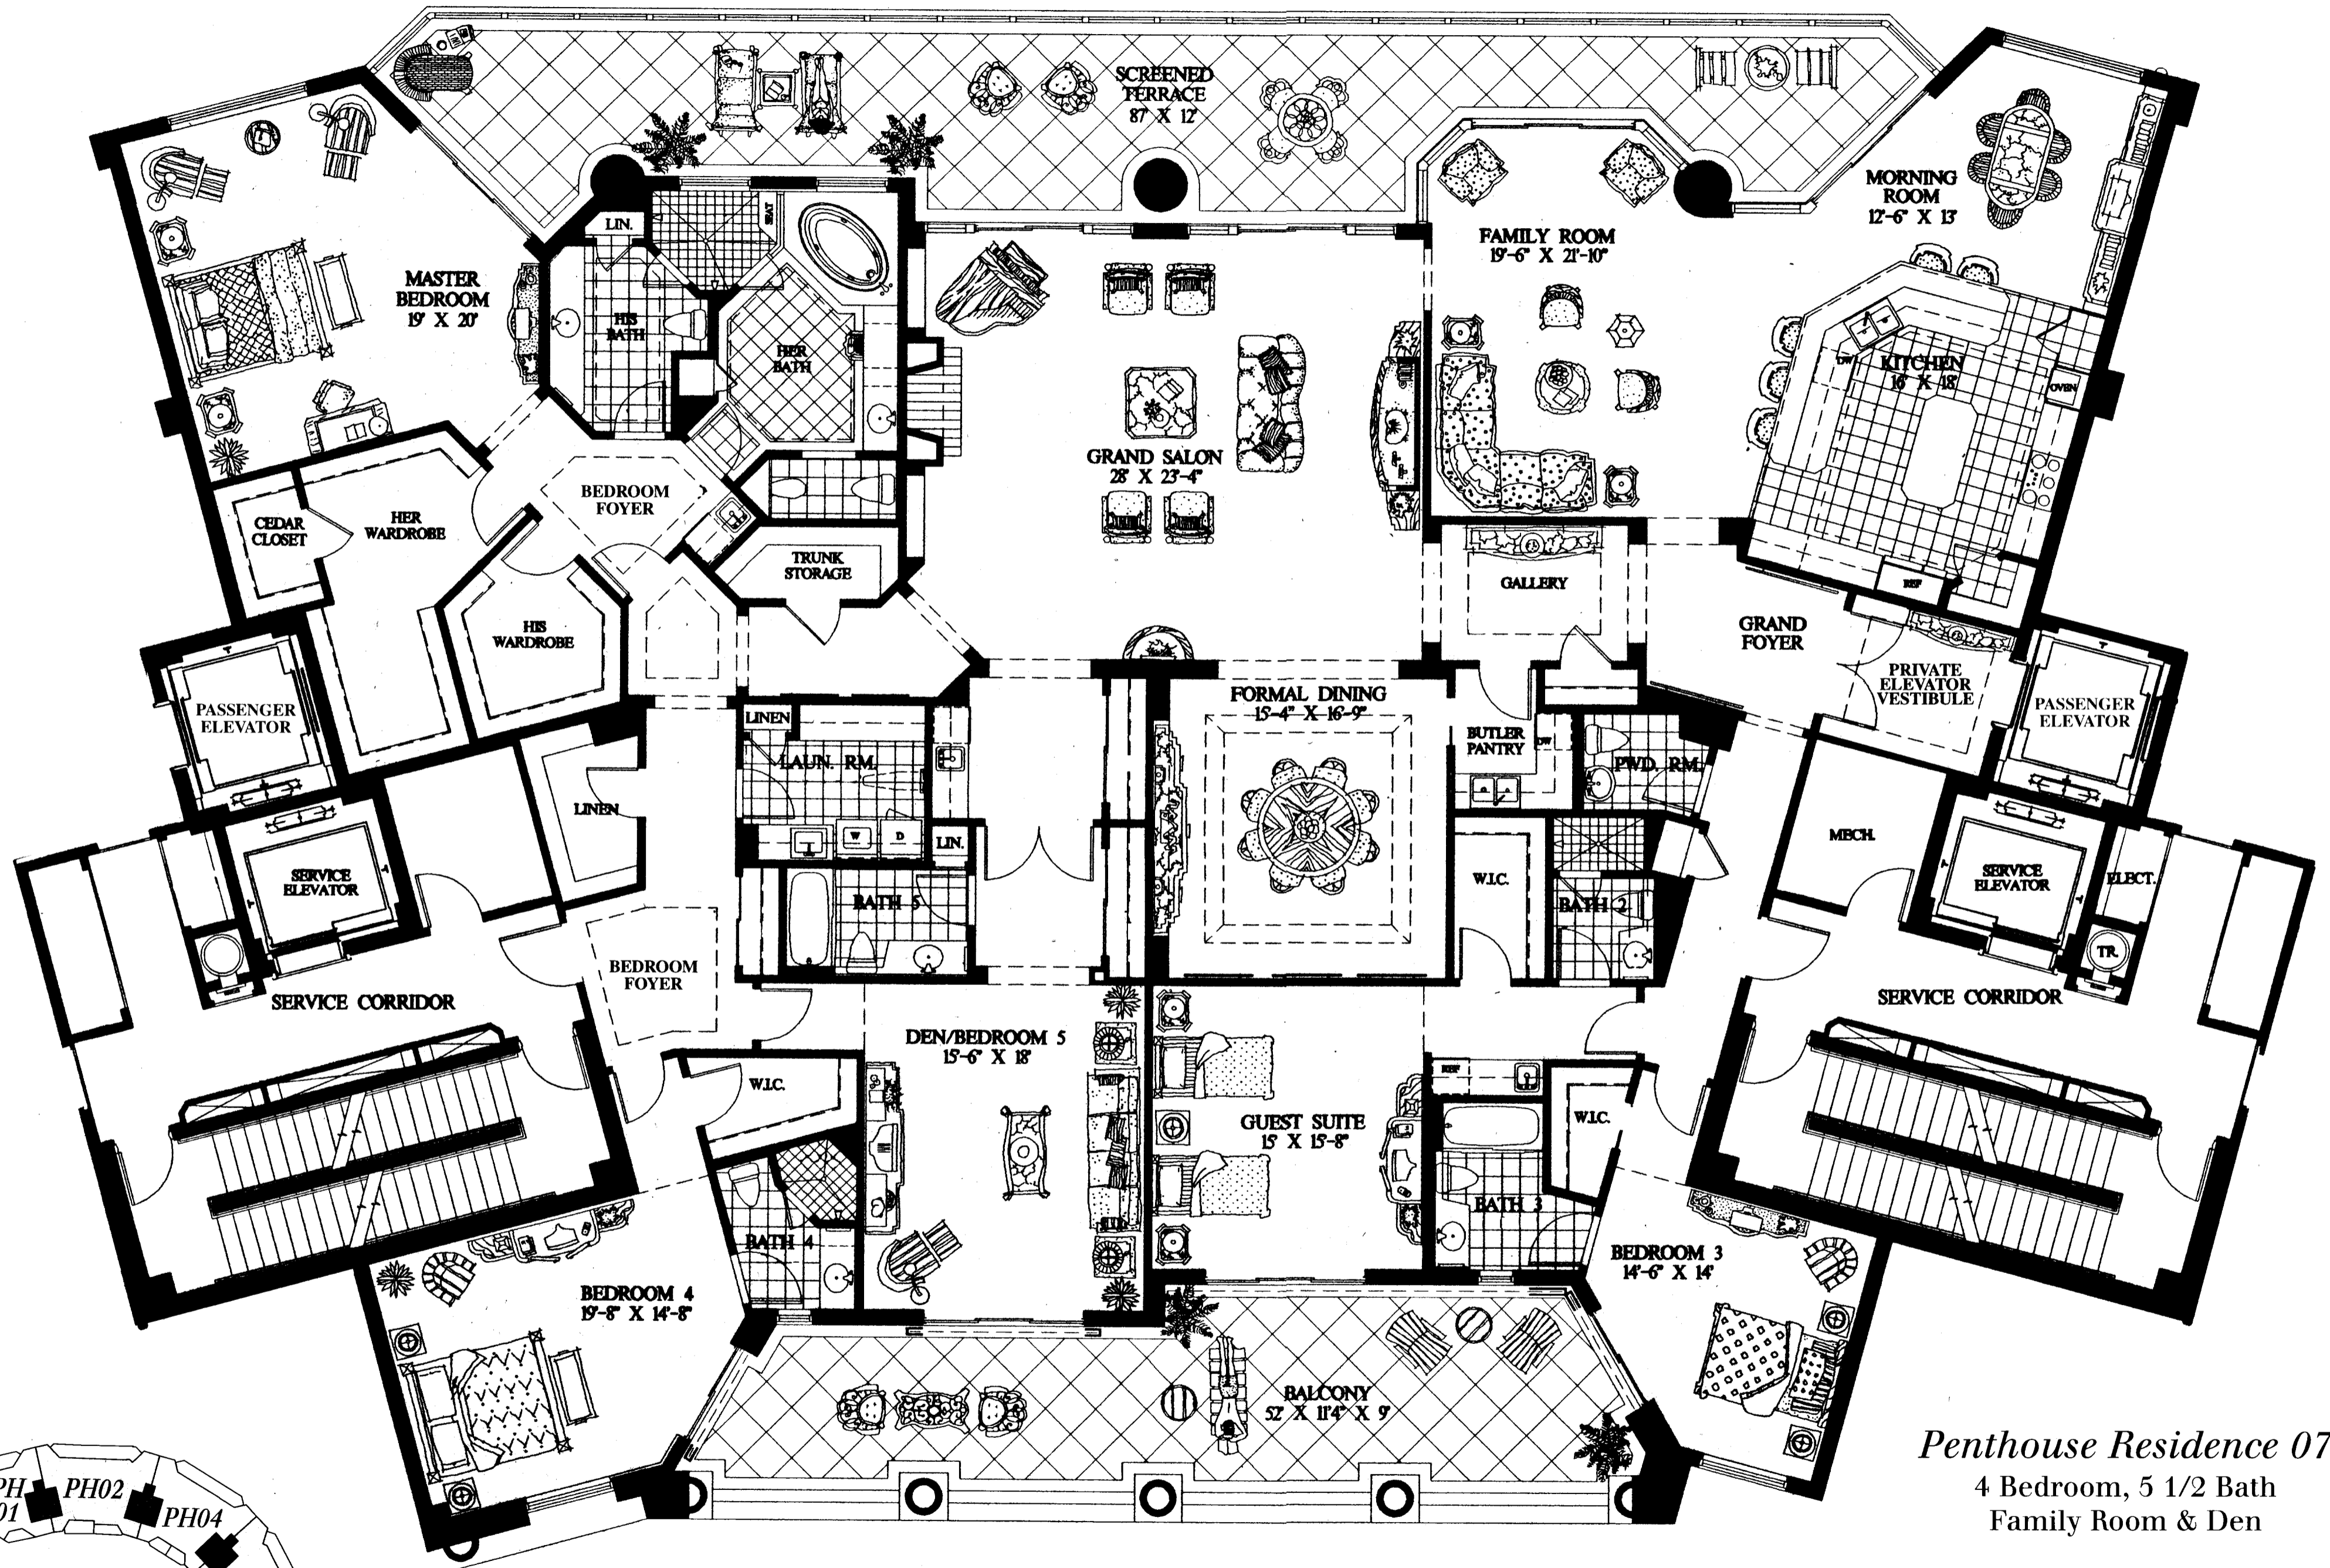 SCREENED
TERRACE
87' X 12'
MORNING
ROOM
12'-6" X 13'
FAMILY ROOM
19'-6" X 21'-10"
MASTER
BEDROOM
19' X 20'
LIN.
SEAT
HIS
BATH
HER
BATH
DW
KITCHEN
16' X 18'
OVEN
GRAND SALON
28' X 23'-4"
BEDROOM
FOYER
CEDAR
CLOSET
HER
WARDROBE
TRUNK
STORAGE
GALLERY
REF
HIS
WARDROBE
GRAND
FOYER
PRIVATE
ELEVATOR
VESTIBULE
PASSENGER
ELEVATOR
PASSENGER
ELEVATOR
FORMAL DINING
15'-4" X 16'-9"
LINEN
LAUN. RM.
BUTLER
PANTRY
DW
PWD. RM.
LINEN
W
D
LIN.
MECH.
SERVICE
ELEVATOR
W.I.C.
SERVICE
ELEVATOR
ELECT.
BATH 5
BATH 2
TR.
BEDROOM
FOYER
SERVICE CORRIDOR
SERVICE CORRIDOR
DEN/BEDROOM 5
15'-6" X 18'
REF
W.I.C.
W.I.C.
GUEST SUITE
15' X 15'-8"
BATH 3
BATH 4
BEDROOM 3
14'-6" X 14'
BEDROOM 4
19'-8" X 14'-8"
BALCONY
52' X 11'4" X 9'
Penthouse Residence 07
4 Bedroom, 5 1/2 Bath
Family Room & Den
PH
01
PH02
PH04